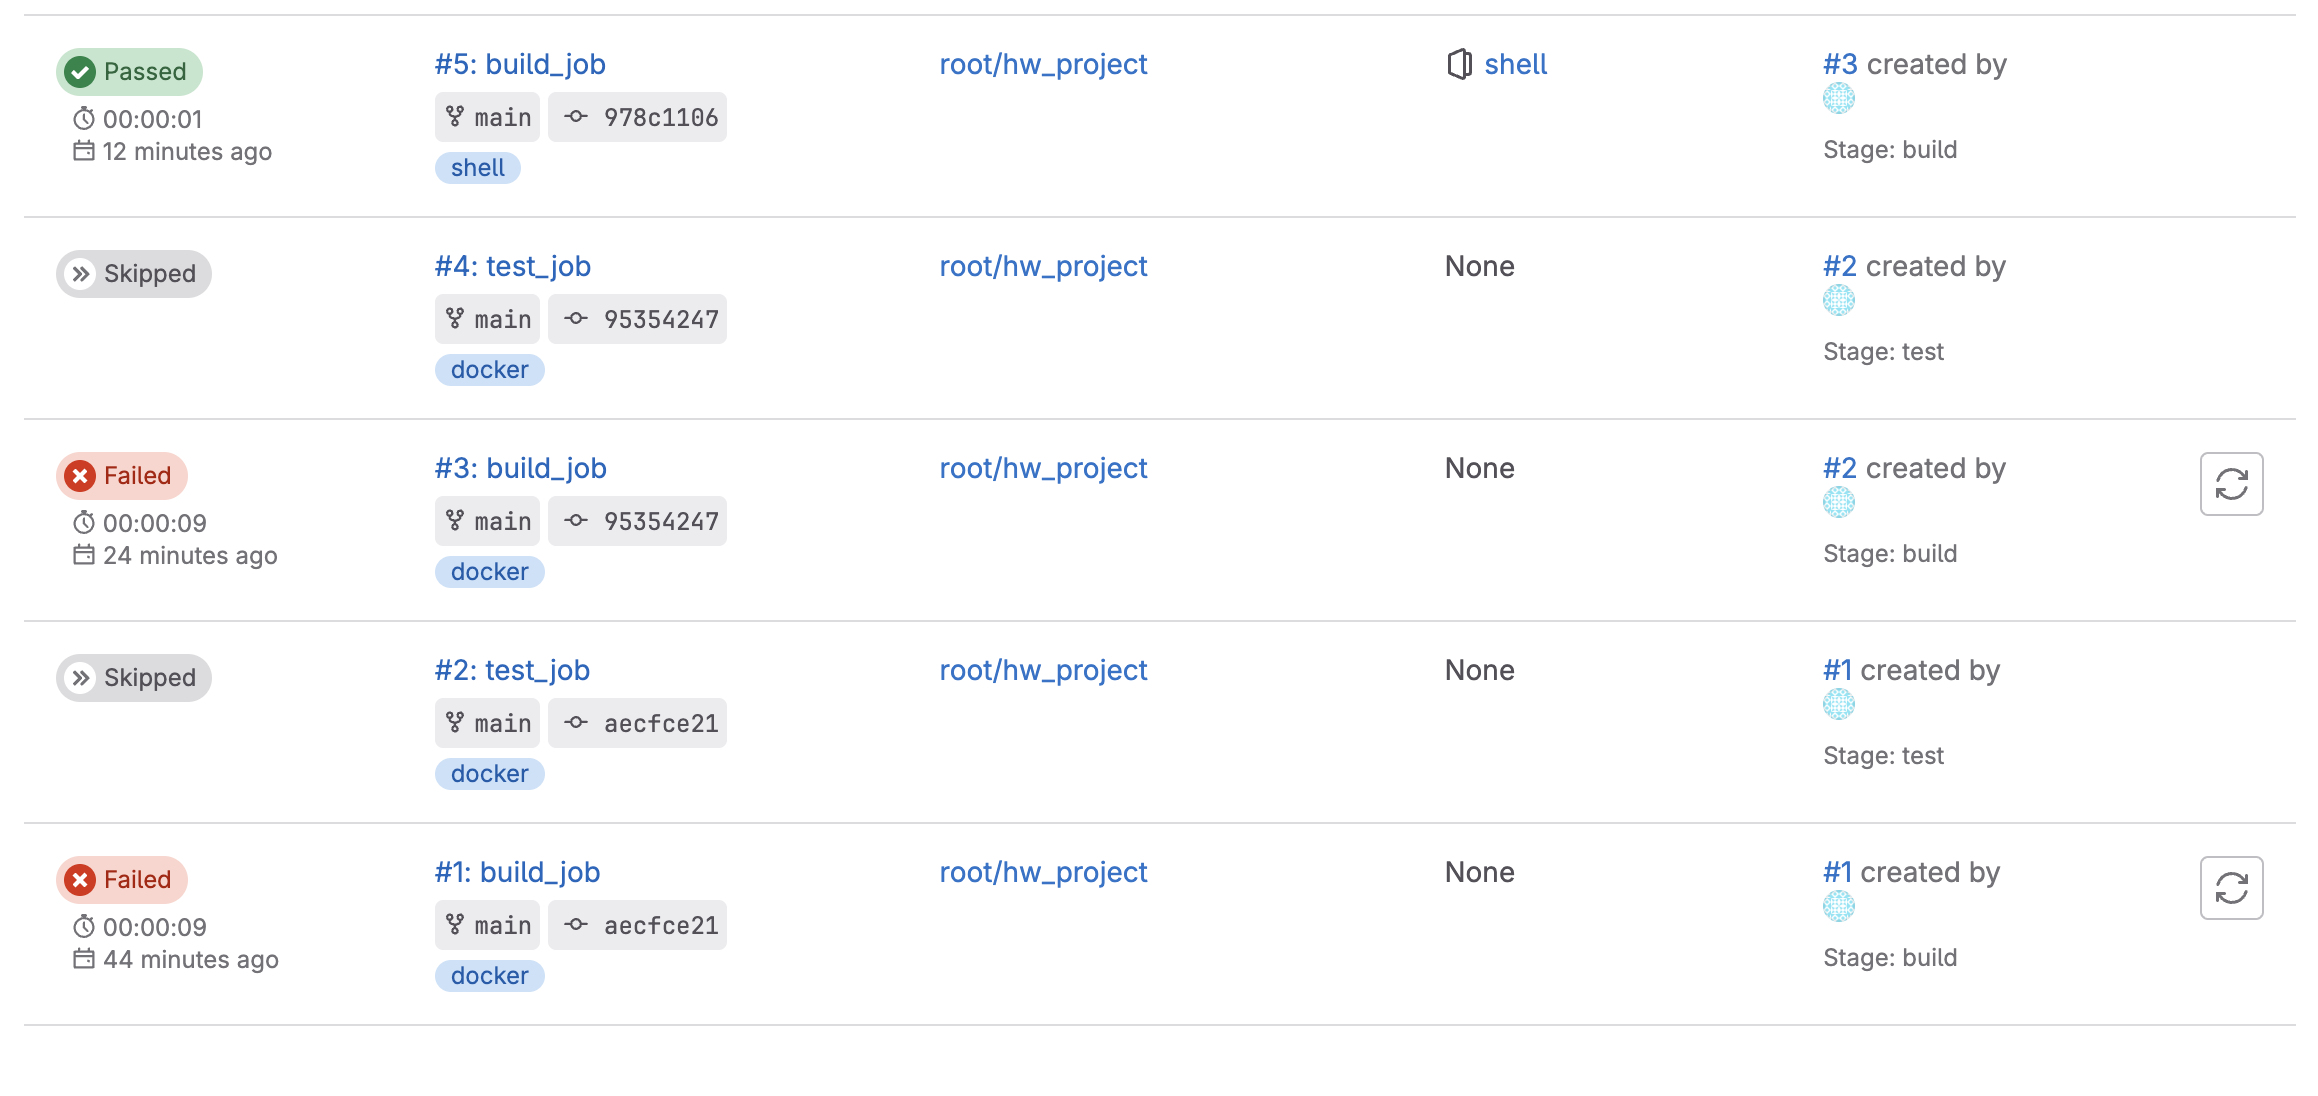 Passed
00:00:01
12 minutes ago
#5: build_job
main 978c1106
shell
root/hw_project
shell
#3 created by
Stage: build
Skipped
#4: test_job
main 95354247
docker
root/hw_project
None
#2 created by
Stage: test
Failed
00:00:09
24 minutes ago
#3: build_job
main 95354247
docker
root/hw_project
None
#2 created by
Stage: build
Skipped
#2: test_job
main aecfce21
docker
root/hw_project
None
#1 created by
Stage: test
Failed
00:00:09
44 minutes ago
#1: build_job
main aecfce21
docker
root/hw_project
None
#1 created by
Stage: build